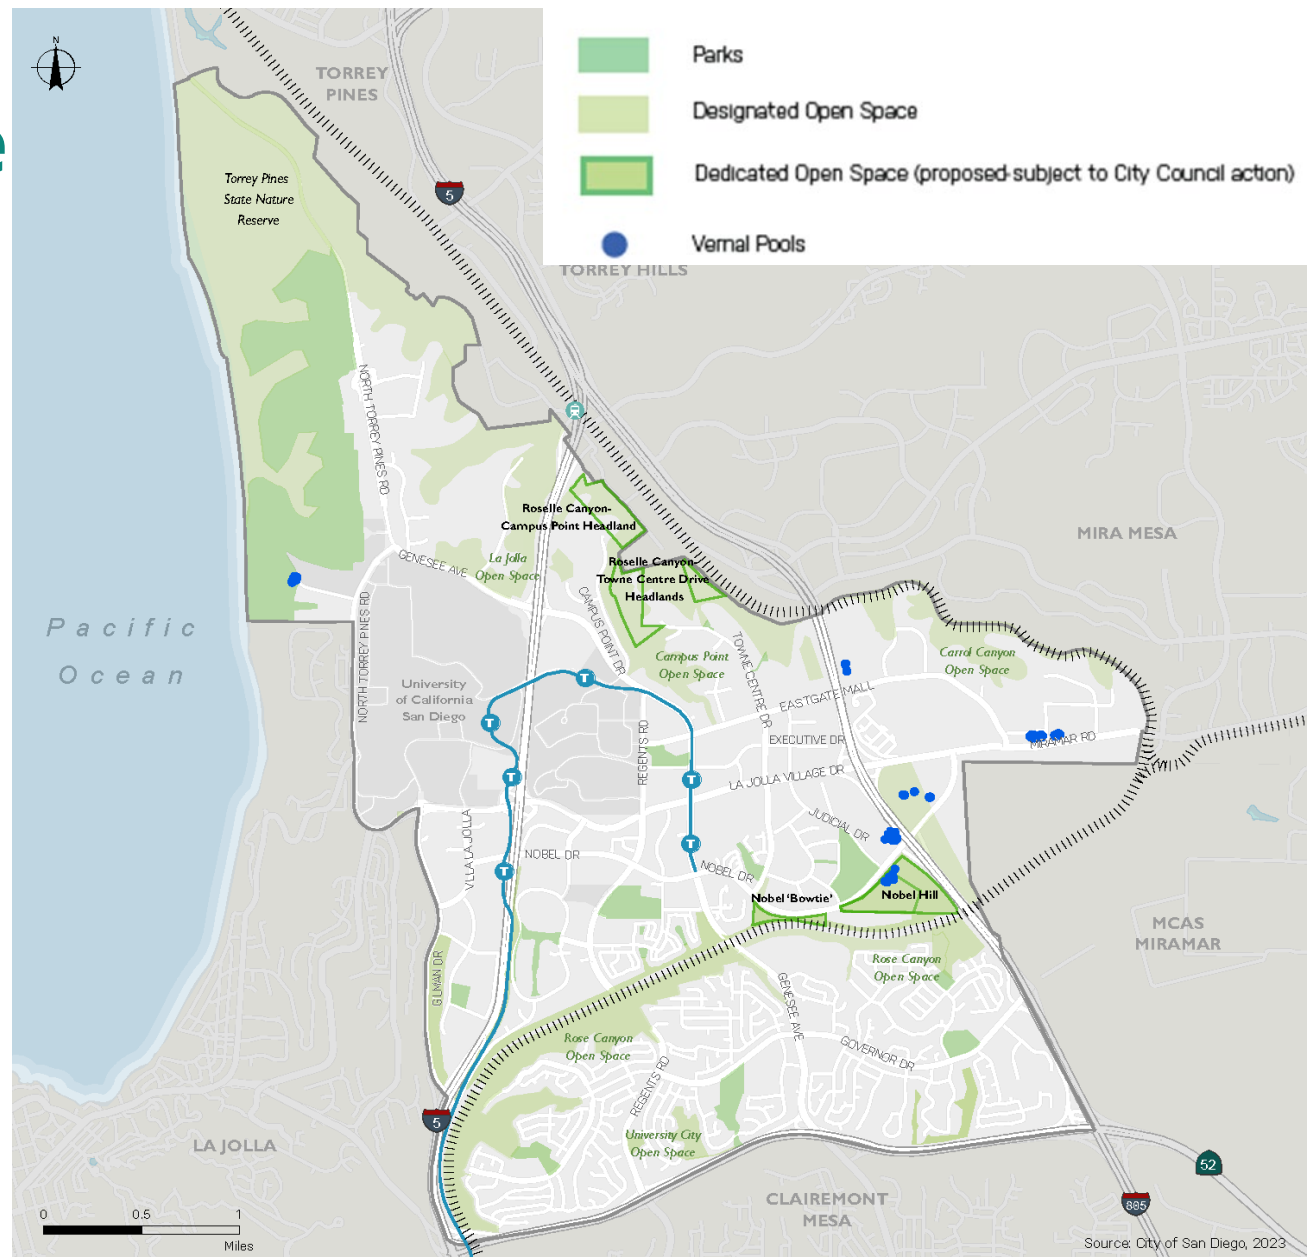 e
N
Parks
Designated Open Space
Dedicated Open Space (proposed-subject to City Council action)
Vernal Pools
TORREY
PINES
5
TORREY HILLS
Torrey Pines
State Nature
Reserve
NORTH TORREY PINES RD
MIRA MESA
Roselle Canyon-
Campus Point Headland
La Jolla
Open Space
GENESEE AVE
Roselle Canyon-
Towne Centre Drive
Headlands
CAMPUS POINT DR
NORTH TORREY PNES RD
Pacific
Ocean
University
of California
San Diego
Campus Point
Open Space
TOWNE CENTRE DR
Carrol Canyon
Open Space
EASTGATE MALL
T
T
T
T
T
T
REGENTS RD
EXECUTIVE DR
MIRAMAR RD
LA JOLLA VILLAGE DR
JUDICIAL DR
VLLA LA JOLLA
NOBEL DR
NOBEL DR
Nobel 'Bowtie'
Nobel Hill
MCAS
MIRAMAR
Rose Canyon
Open Space
GILMAN DR
GENESEE AVE
Rose Canyon
Open Space
GOVERNOR DR
REGENTS RD
5
University City
Open Space
LA JOLLA
52
CLAIREMONT
MESA
805
0
0.5
1
Miles
Source: City of San Diego, 2023